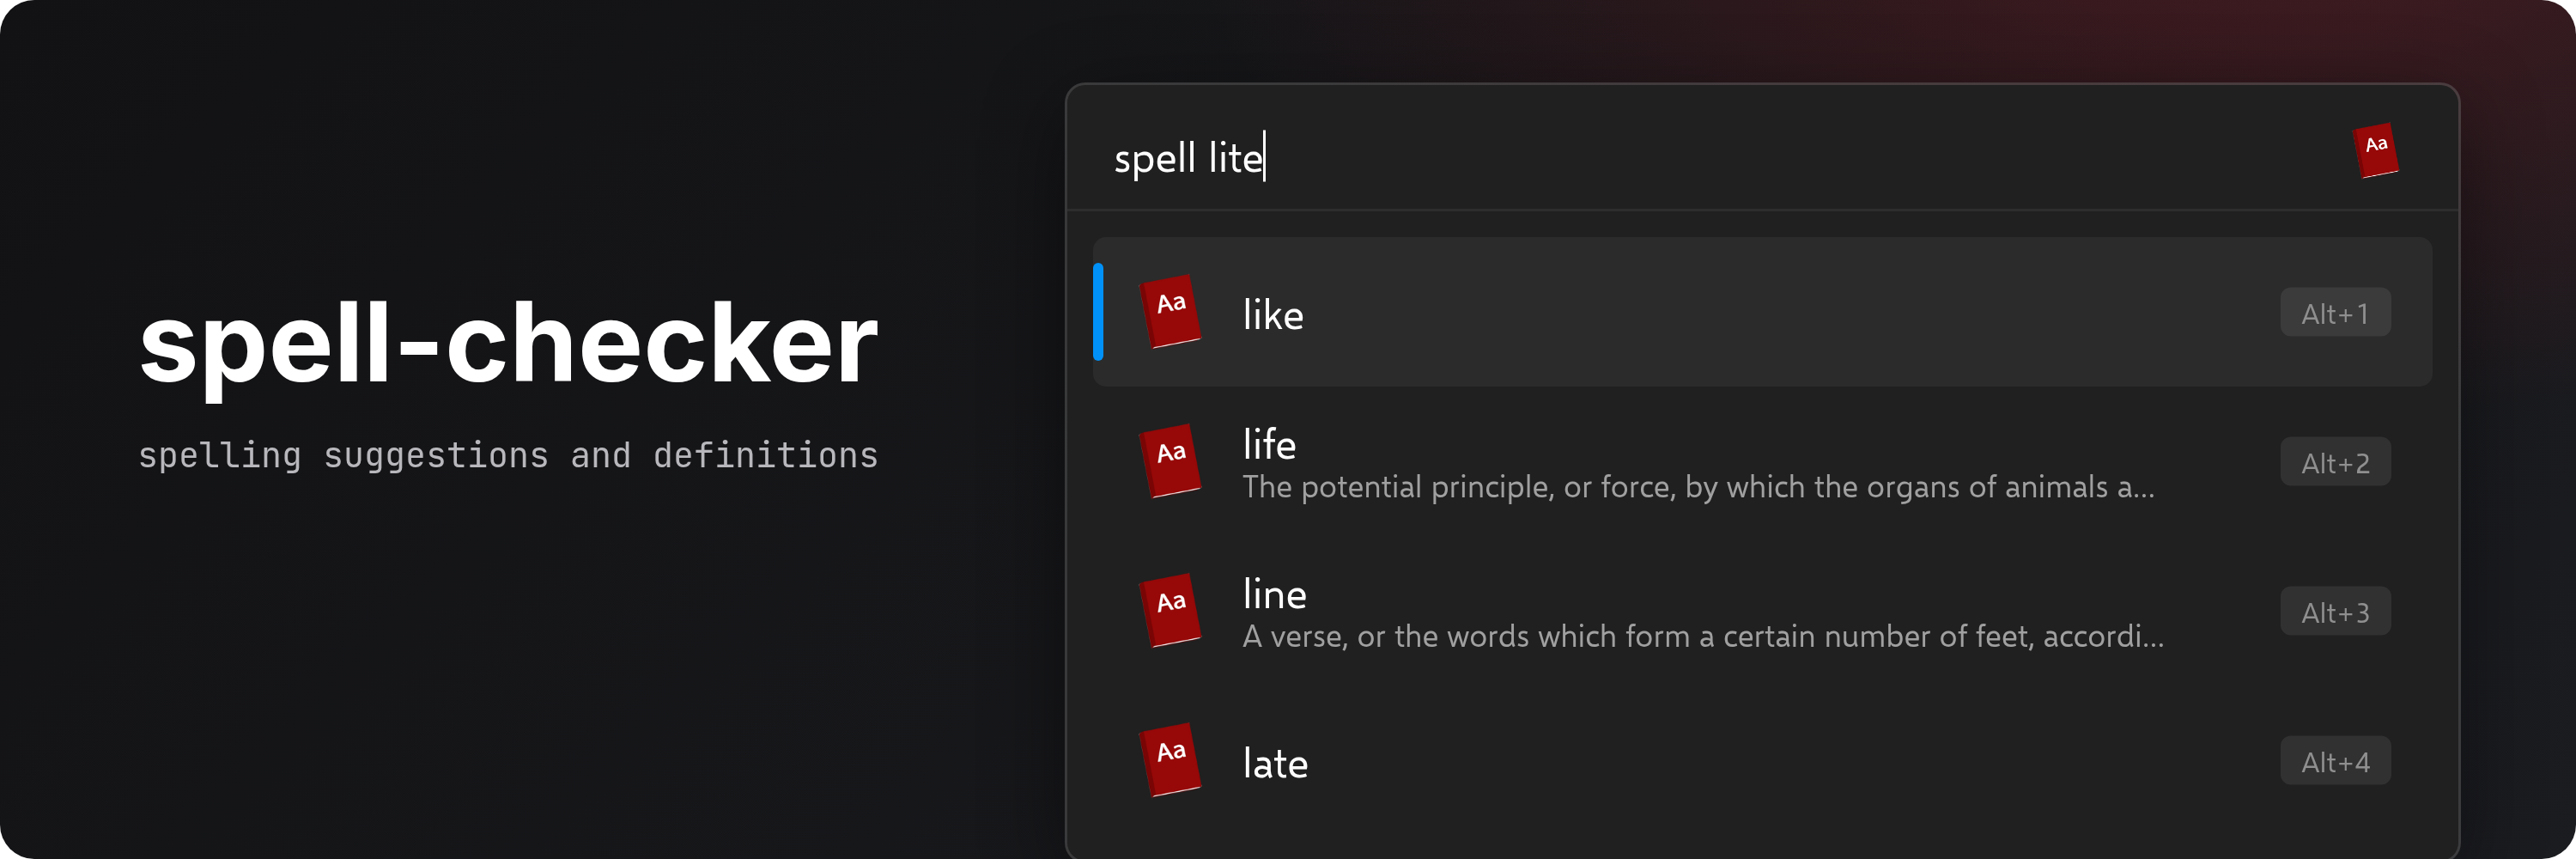 spell-checker
spelling suggestions and definitions
spell lite
Aa
Aa
like
Alt+1
Aa
life
The potential principle, or force, by which the organs of animals a...
Alt+2
Aa
line
A verse, or the words which form a certain number of feet, accordi...
Alt+3
Aa
late
Alt+4